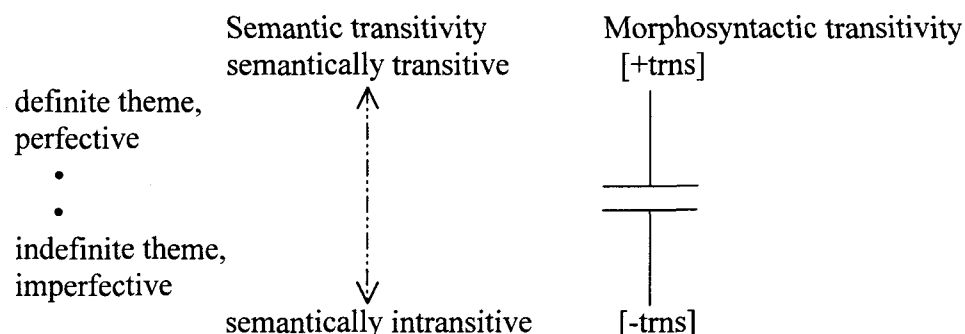 Semantic transitivity Morphosyntactic transitivity
semantically transitive [+trns]
definite theme,
perfective
•
•
indefinite theme,
imperfective
semantically intransitive [-trns]